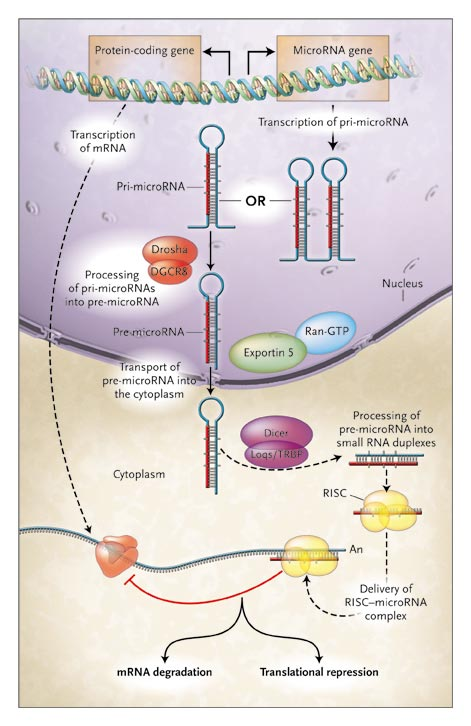 Protein-coding gene
MicroRNA gene
Transcription
of mRNA
Transcription of pri-microRNA
Pri-microRNA
OR
Drosha
DGCR8
Processing
of pri-microRNAs
into pre-microRNA
Nucleus
Pre-microRNA
Ran-GTP
Exportin 5
Transport of
pre-microRNA into
the cytoplasm
Processing of
pre-microRNA into
small RNA duplexes
Dicer
Loqs/TRBP
Cytoplasm
RISC
An
Delivery of
RISC–microRNA
complex
mRNA degradation
Translational repression